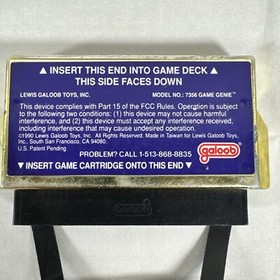 ▲ INSERT THIS END INTO GAME DECK ▲
THIS SIDE FACES DOWN
LEWIS GALOOB TOYS, INC. MODEL NO.: 7356 GAME GENIE™
This device complies with Part 15 of the FCC Rules. Operation is subject
to the following two conditions: (1) this device may not cause harmful
interference, and (2) this device must accept any interference received,
including interference that may cause undesired operation.
©1990 Lewis Galoob Toys, Inc. All Rights Reserved. Made in Taiwan for Lewis Galoob Toys,
Inc., South San Francisco, CA 94080.
U.S. Patent Pending
PROBLEM? CALL 1-513-868-8835
▼ INSERT GAME CARTRIDGE ONTO THIS END ▼
galoob